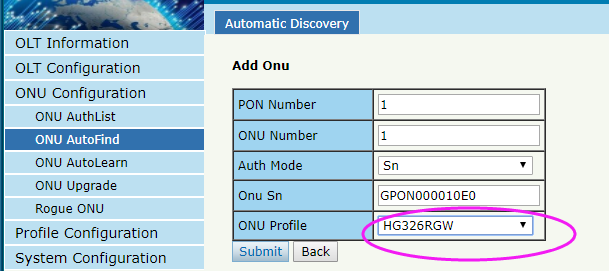 Automatic Discovery
OLT Information
OLT Configuration
ONU Configuration
ONU AuthList
ONU AutoFind
ONU AutoLearn
ONU Upgrade
Rogue ONU
Profile Configuration
System Configuration
Add Onu
PON Number 1
ONU Number 1
Auth Mode Sn
Onu Sn GPON000010E0
ONU Profile HG326RGW
Submit Back